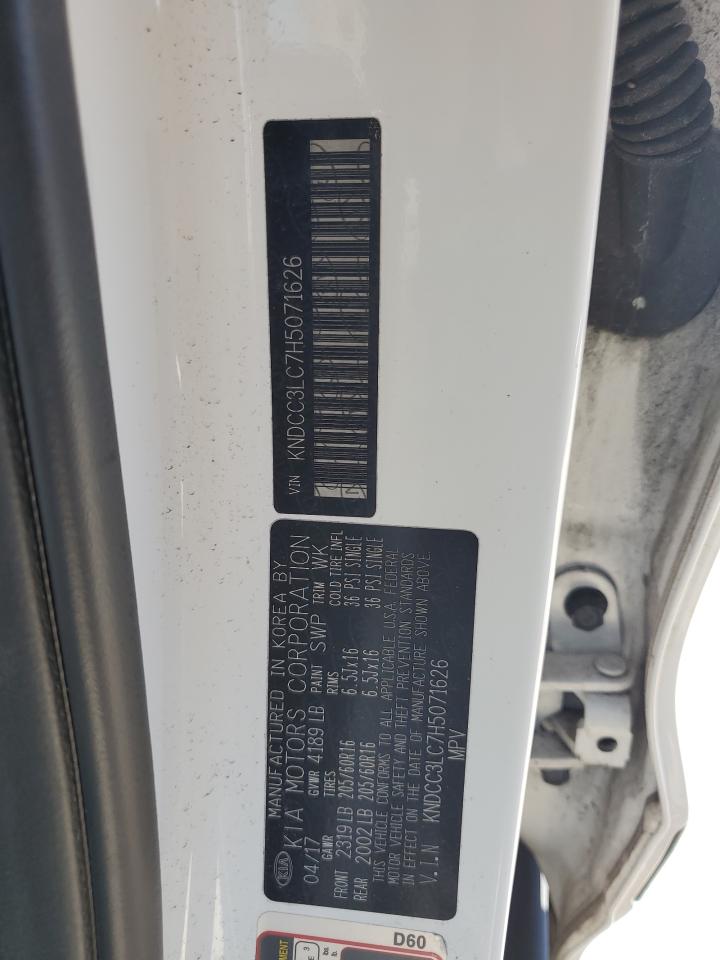 VIN KNDCC3LC7H5071626
MANUFACTURED IN KOREA BY
KIA KIA MOTORS CORPORATION
04/17 GVWR 4189 LB PAINT SWP TRIM WK
GAWR TIRES RIMS COLD TIRE INFL
FRONT 2319 LB 205/60R16 6.5Jx16 36 PSI SINGLE
REAR 2002 LB 205/60R16 6.5Jx16 36 PSI SINGLE
THIS VEHICLE CONFORMS TO ALL APPLICABLE U.S.A. FEDERAL
MOTOR VEHICLE SAFETY AND THEFT PREVENTION STANDARDS
IN EFFECT ON THE DATE OF MANUFACTURE SHOWN ABOVE.
V.I.N KNDCC3LC7H5071626
MPV
D60